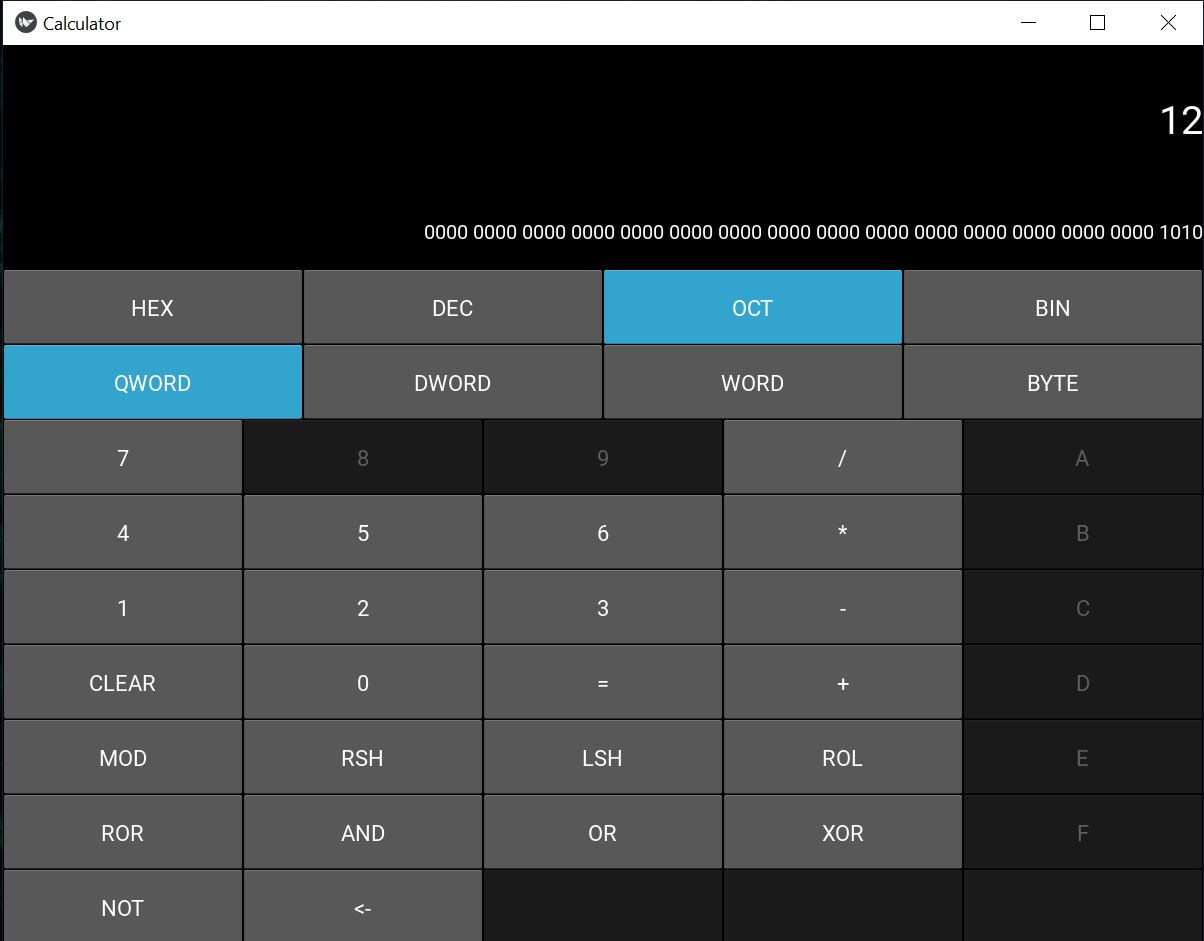 Calculator
12
0000 0000 0000 0000 0000 0000 0000 0000 0000 0000 0000 0000 0000 0000 0000 1010
HEX DEC OCT BIN
QWORD DWORD WORD BYTE
7 8 9 / A
4 5 6 * B
1 2 3 - C
CLEAR 0 = + D
MOD RSH LSH ROL E
ROR AND OR XOR F
NOT <-